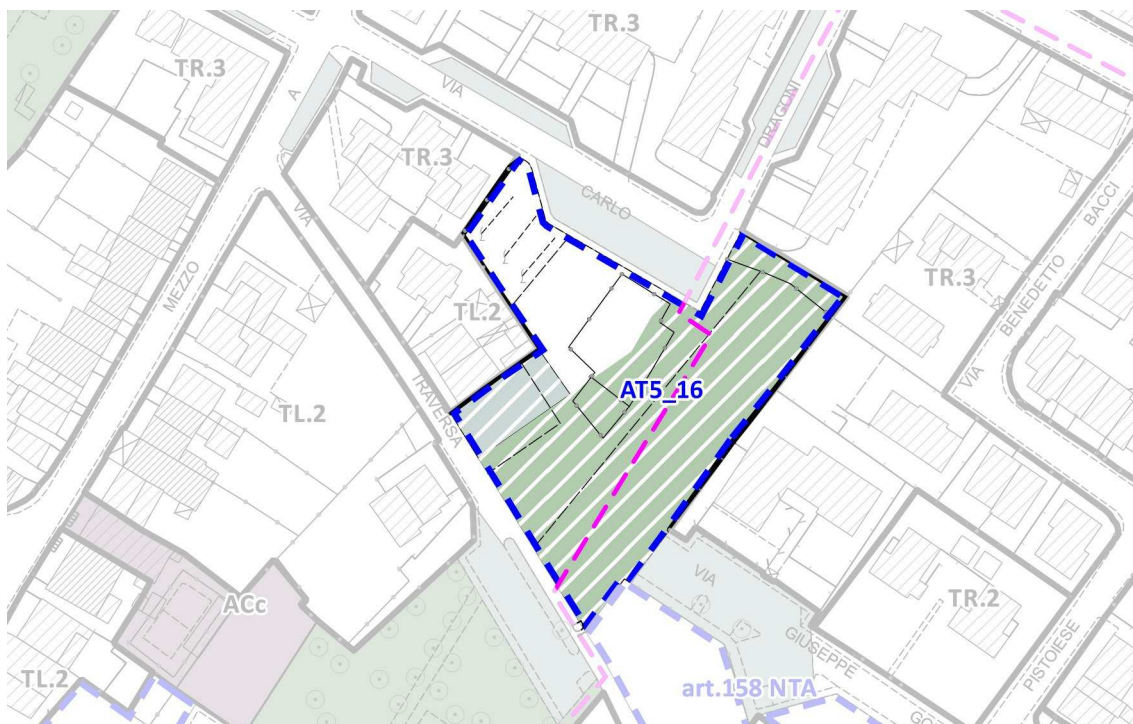 TR.3
TR.3
VIA
DRAGONI
A
TR.3
VIA
CARLO
BACCI
MEZZO
TR.3
BENEDETTO
TL.2
VIA
AT5_16
TRAVERSA
TL.2
VIA
ACc
TR.2
GIUSEPPE
PISTOIESE
TL.2
art.158 NTA
GO